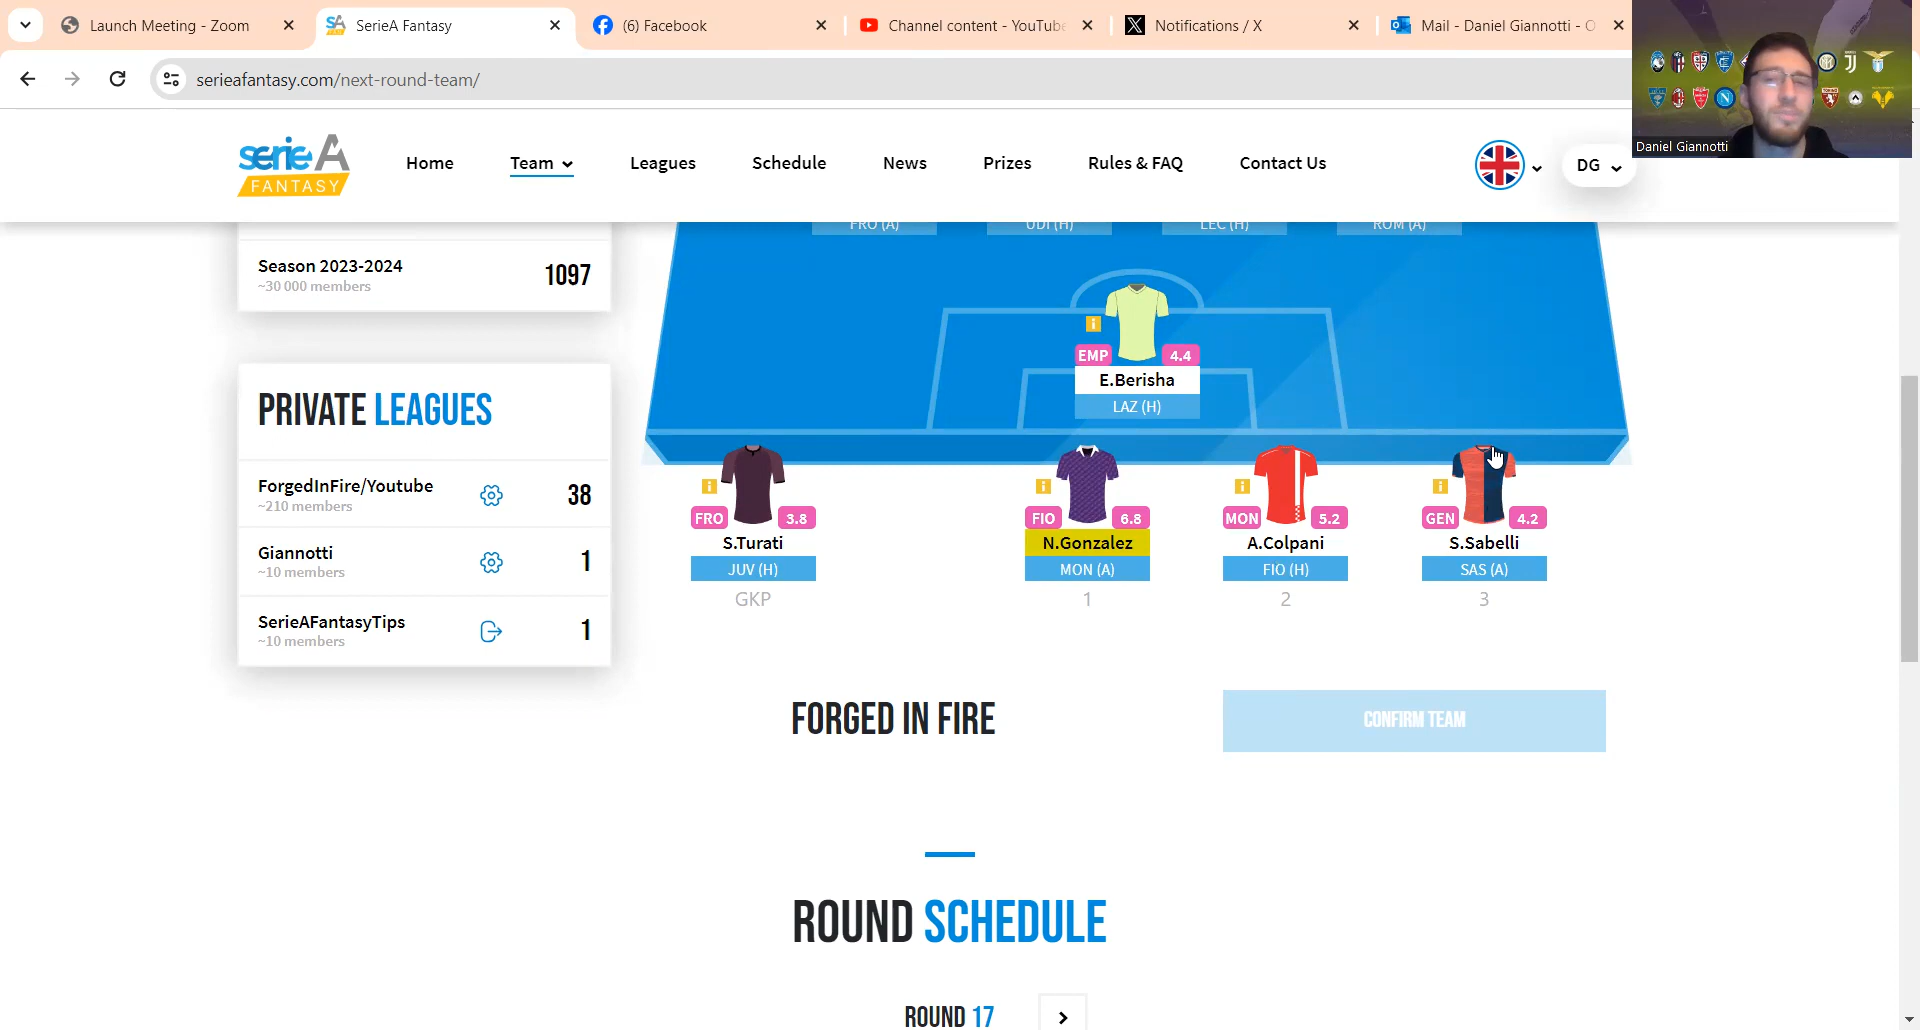 Launch Meeting - Zoom
SerieA Fantasy
(6) Facebook
Channel content - YouTube
Notifications / X
Mail - Daniel Giannotti - O
serieafantasy.com/next-round-team/
serie A
FANTASY
Home
Team
Leagues
Schedule
News
Prizes
Rules & FAQ
Contact Us
DG
Daniel Giannotti
FRO (A)
UDI (H)
LEC (H)
ROM (A)
Season 2023-2024
~30 000 members
1097
PRIVATE LEAGUES
ForgedInFire/Youtube
~210 members
38
Giannotti
~10 members
1
SerieAFantasyTips
~10 members
1
EMP
4.4
E.Berisha
LAZ (H)
FRO
3.8
S.Turati
JUV (H)
GKP
FIO
6.8
N.Gonzalez
MON (A)
1
MON
5.2
A.Colpani
FIO (H)
2
GEN
4.2
S.Sabelli
SAS (A)
3
FORGED IN FIRE
CONFIRM TEAM
ROUND SCHEDULE
ROUND 17